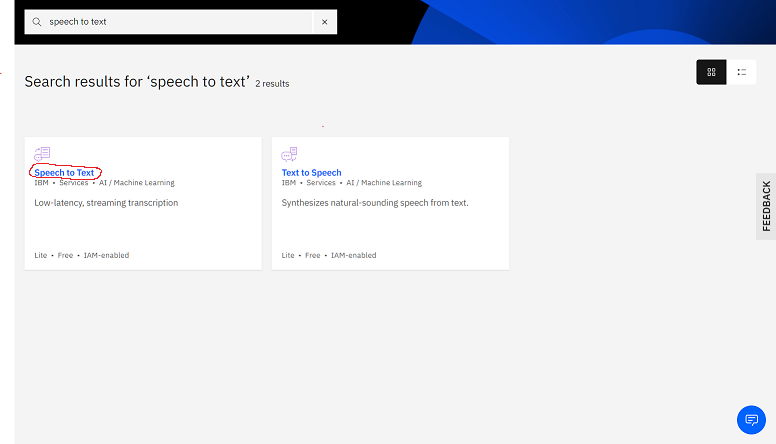 speech to text
Search results for ‘speech to text’ 2 results
Speech to Text
IBM • Services • AI / Machine Learning
Low-latency, streaming transcription
Lite • Free • IAM-enabled
Text to Speech
IBM • Services • AI / Machine Learning
Synthesizes natural-sounding speech from text.
Lite • Free • IAM-enabled
FEEDBACK